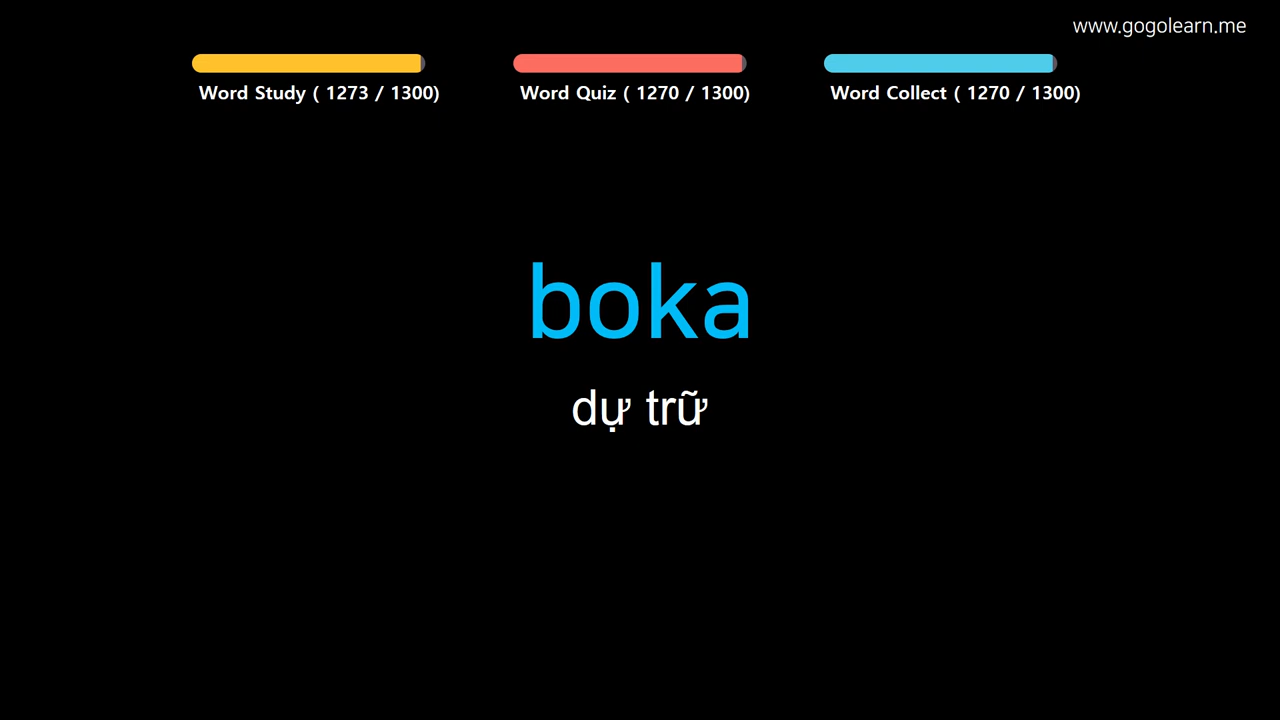 www.gogolearn.me
Word Study ( 1273 / 1300)
Word Quiz ( 1270 / 1300)
Word Collect ( 1270 / 1300)
boka
dự trữ